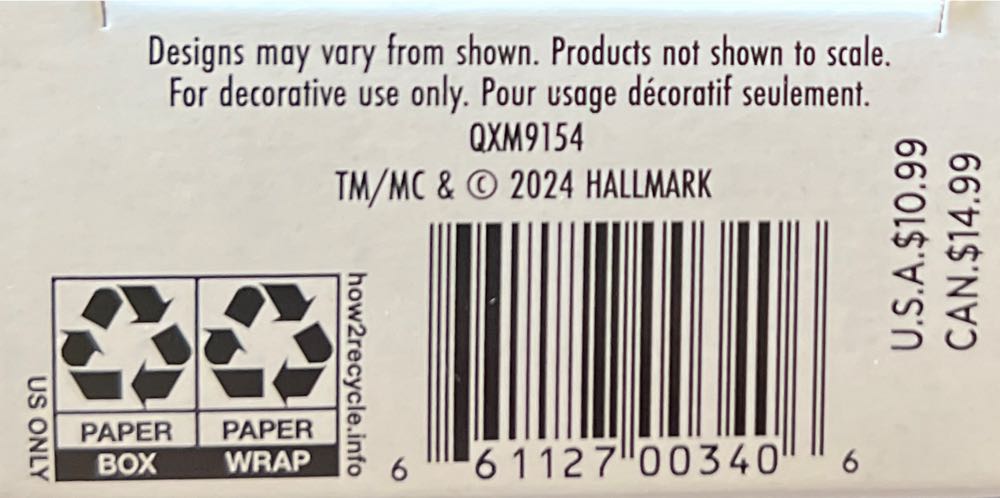 Designs may vary from shown. Products not shown to scale.
For decorative use only. Pour usage décoratif seulement.
QXM9154
TM/MC & © 2024 HALLMARK
U.S.A.$10.99
CAN.$14.99
US ONLY
PAPER PAPER
BOX WRAP
how2recycle.info
6 61127 00340 6